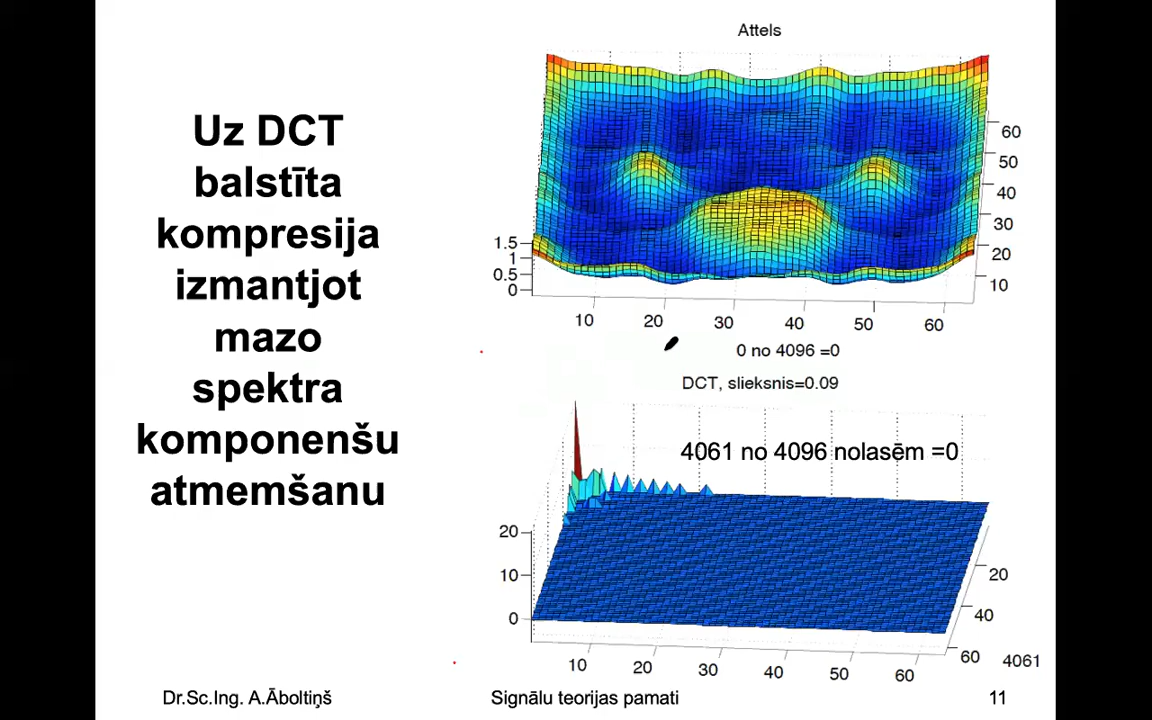 Uz DCT
balstīta
kompresija
izmantjot
mazo
spektra
komponenšu
atmemšanu
Attels
60
50
40
30
20
10
1.5
1
0.5
0
10 20 30 40 50 60
0 no 4096 =0
DCT, slieksnis=0.09
4061 no 4096 nolasēm =0
20
10
0
20
40
60
10 20 30 40 50 60
4061
Dr.Sc.Ing. A.Āboltiņš
Signālu teorijas pamati
11